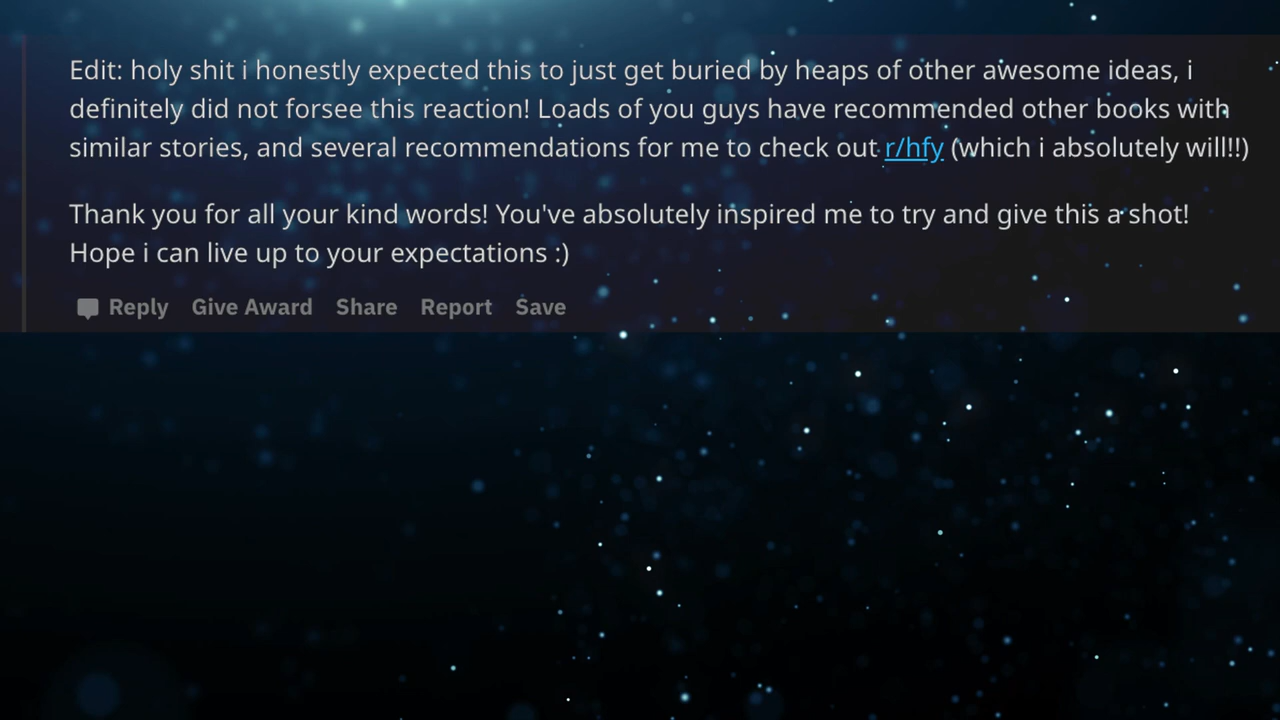 Edit: holy shit i honestly expected this to just get buried by heaps of other awesome ideas, i
definitely did not forsee this reaction! Loads of you guys have recommended other books with
similar stories, and several recommendations for me to check out r/hfy (which i absolutely will!!)
Thank you for all your kind words! You've absolutely inspired me to try and give this a shot!
Hope i can live up to your expectations :)
Reply Give Award Share Report Save